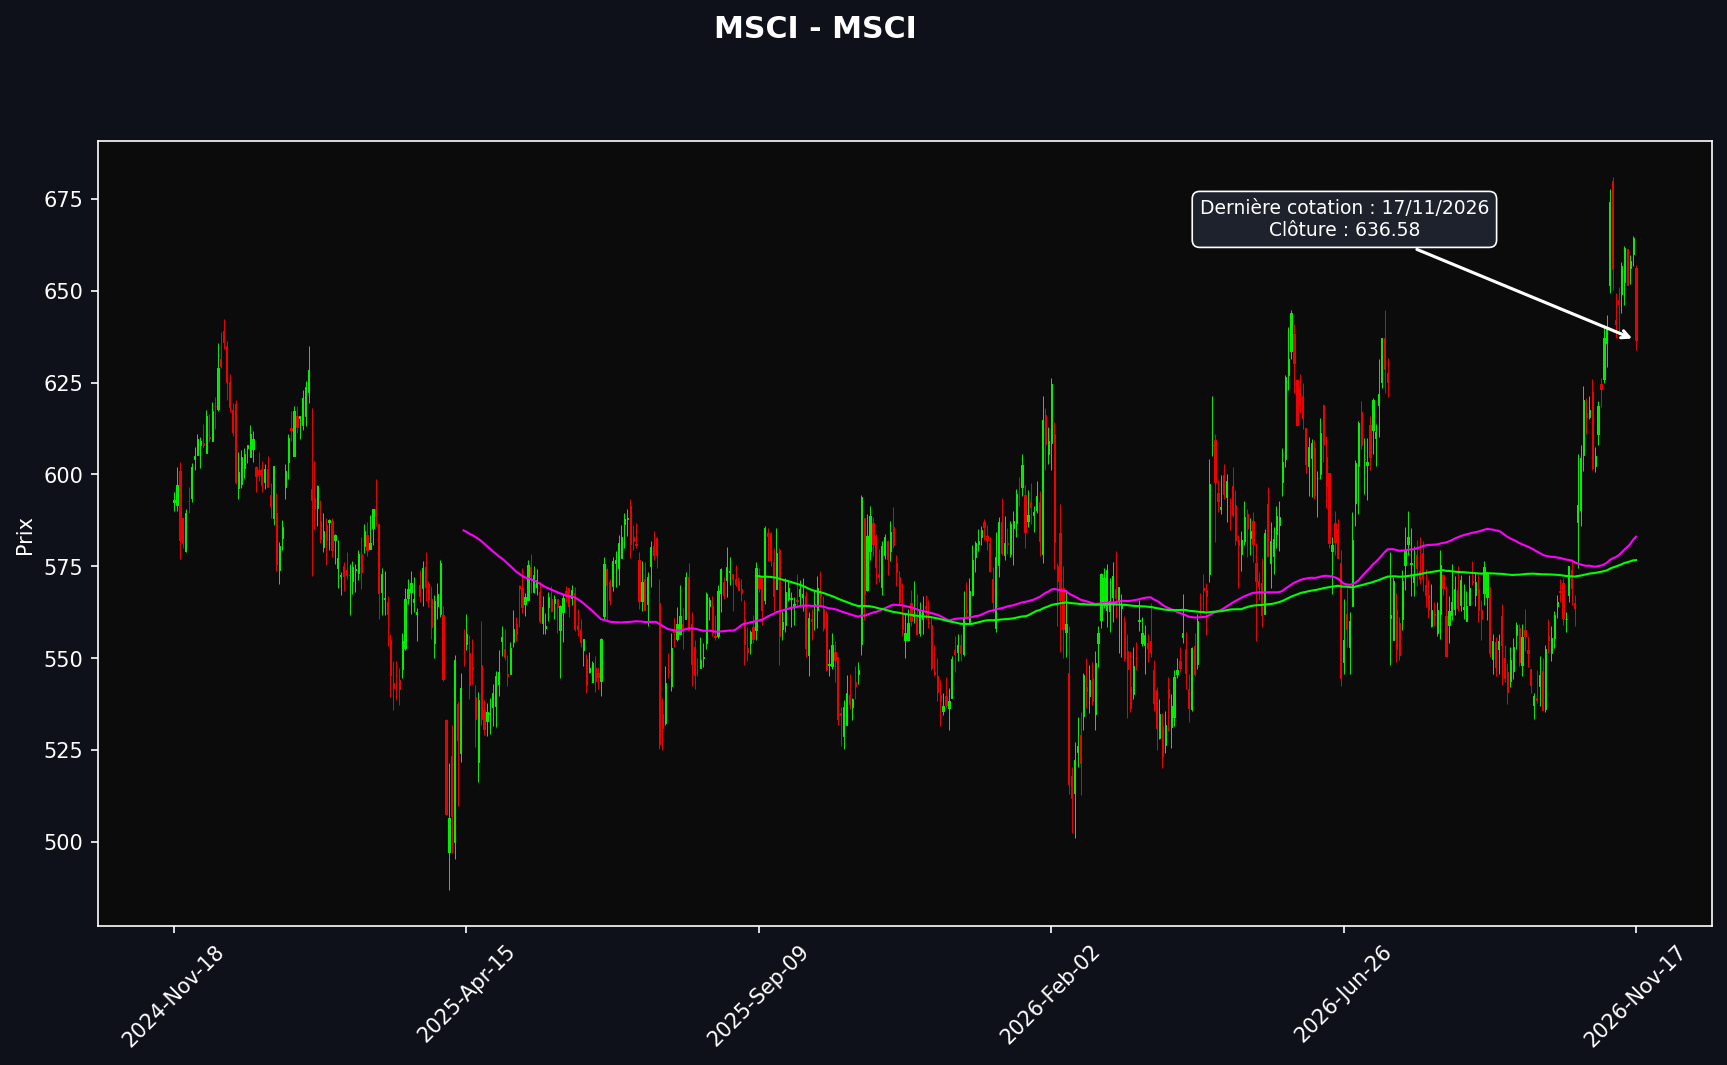 MSCI - MSCI
Dernière cotation : 17/11/2026
Clôture : 636.58
Prix
675
650
625
600
575
550
525
500
2024-Nov-18
2025-Apr-15
2025-Sep-09
2026-Feb-02
2026-Jun-26
2026-Nov-17